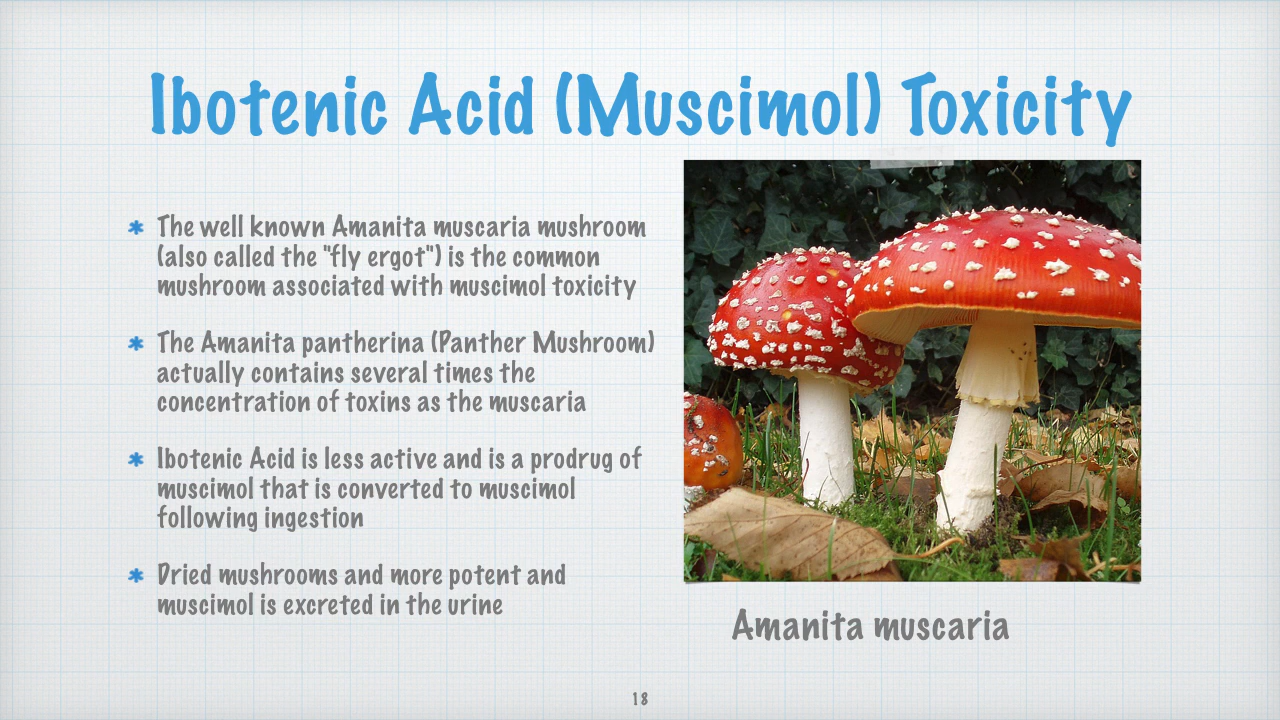 Ibotenic Acid (Muscimol) Toxicity
The well known Amanita muscaria mushroom
(also called the "fly ergot") is the common
mushroom associated with muscimol toxicity
The Amanita pantherina (Panther Mushroom)
actually contains several times the
concentration of toxins as the muscaria
Ibotenic Acid is less active and is a prodrug of
muscimol that is converted to muscimol
following ingestion
Dried mushrooms and more potent and
muscimol is excreted in the urine
Amanita muscaria
18